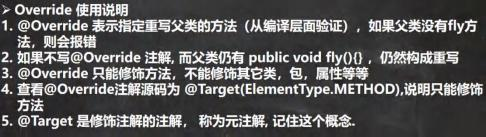 ➢ Override 使用说明
1. @Override 表示指定重写父类的方法（从编译层面验证），如果父类没有fly方
法，则会报错
2. 如果不写@Override 注解, 而父类仍有 public void fly(){} ，仍然构成重写
3. @Override 只能修饰方法，不能修饰其它类，包，属性等等
4. 查看@Override注解源码为 @Target(ElementType.METHOD),说明只能修饰
方法
5. @Target 是修饰注解的注解， 称为元注解, 记住这个概念.